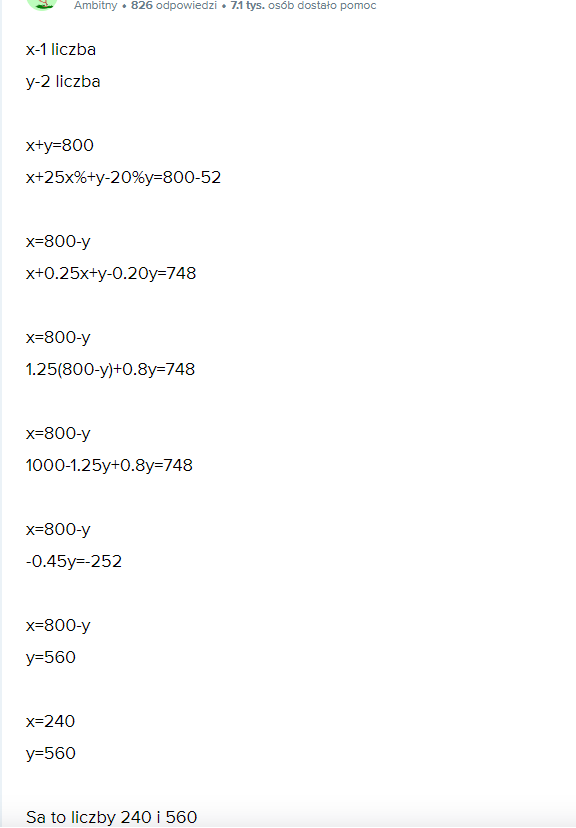 Ambitny • 826 odpowiedzi • 7.1 tys. osób dostało pomoc
x-1 liczba
y-2 liczba
x+y=800
x+25x%+y-20%y=800-52
x=800-y
x+0.25x+y-0.20y=748
x=800-y
1.25(800-y)+0.8y=748
x=800-y
1000-1.25y+0.8y=748
x=800-y
-0.45y=-252
x=800-y
y=560
x=240
y=560
Sa to liczby 240 i 560